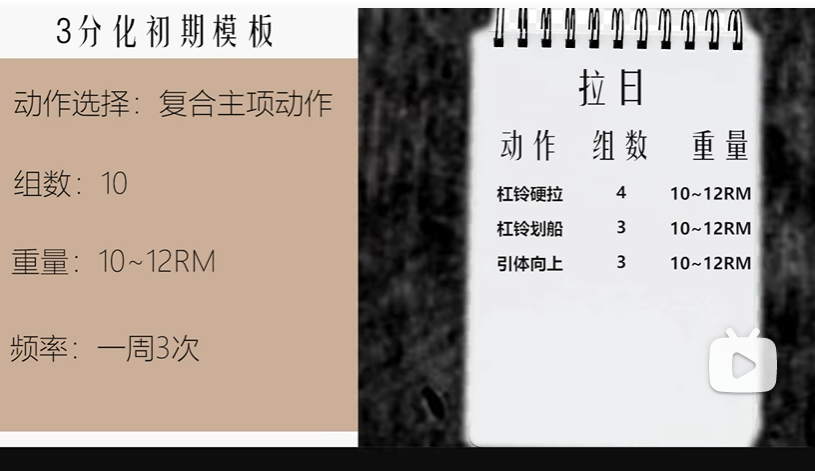 3分化初期模板
动作选择：复合主项动作
组数：10
重量：10~12RM
频率：一周3次
拉日
动作 组数 重量
杠铃硬拉 4 10~12RM
杠铃划船 3 10~12RM
引体向上 3 10~12RM